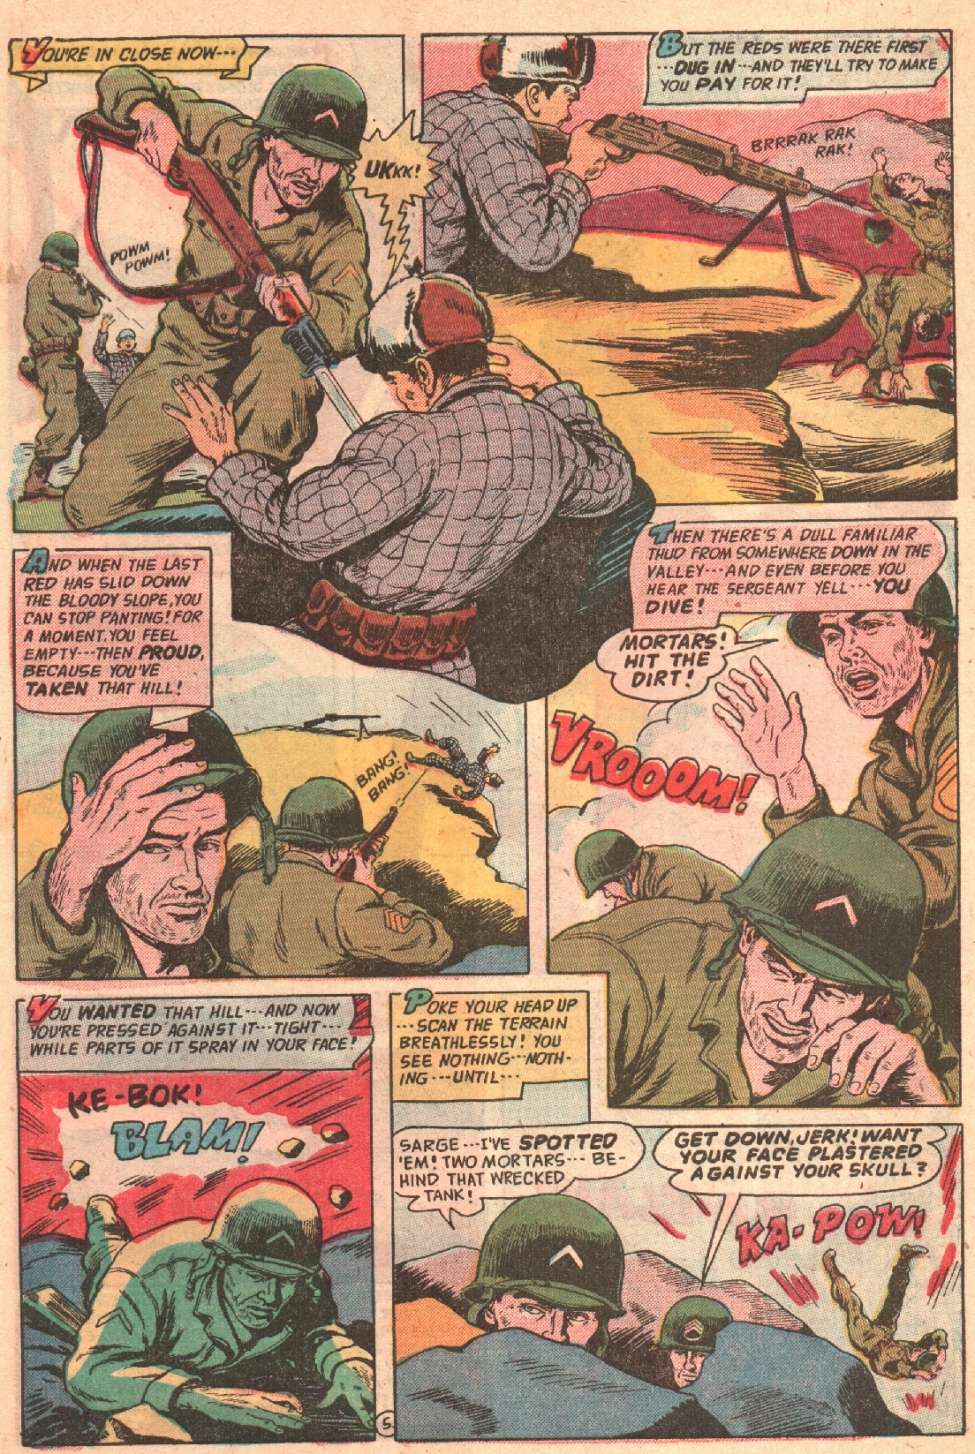 YOU'RE IN CLOSE NOW---
POWM
POWM!
UKKK!
BUT THE REDS WERE THERE FIRST
---DUG IN---AND THEY'LL TRY TO MAKE
YOU PAY FOR IT!
BRRRAK RAK
RAK!
AND WHEN THE LAST
RED HAS SLID DOWN
THE BLOODY SLOPE, YOU
CAN STOP PANTING! FOR
A MOMENT, YOU FEEL
EMPTY---THEN PROUD,
BECAUSE YOU'VE
TAKEN THAT HILL!
BANG!
BANG!
THEN THERE'S A DULL FAMILIAR
THUD FROM SOMEWHERE DOWN IN THE
VALLEY---AND EVEN BEFORE YOU
HEAR THE SERGEANT YELL---YOU
DIVE!
MORTARS!
HIT THE
DIRT!
VROOOM!
YOU WANTED THAT HILL---AND NOW
YOU'RE PRESSED AGAINST IT---TIGHT---
WHILE PARTS OF IT SPRAY IN YOUR FACE!
KE-BOK!
BLAM!
5
POKE YOUR HEAD UP
---SCAN THE TERRAIN
BREATHLESSLY! YOU
SEE NOTHING---NOTH-
ING---UNTIL---
SARGE---I'VE SPOTTED
'EM! TWO MORTARS---BE-
HIND THAT WRECKED
TANK!
GET DOWN, JERK! WANT
YOUR FACE PLASTERED
AGAINST YOUR SKULL?
KA-POW!